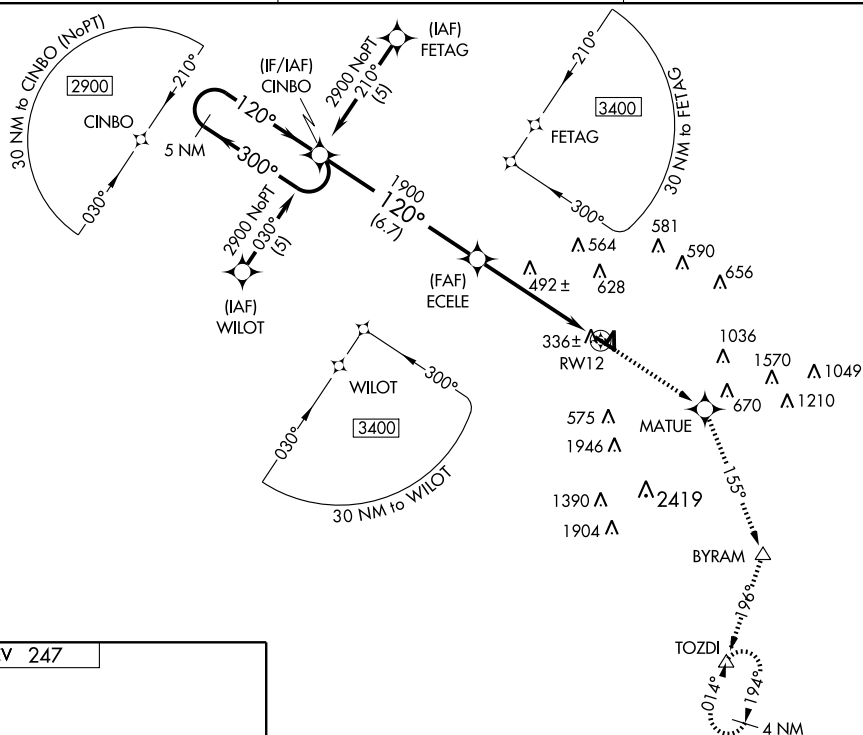 30 NM to CINBO (NoPT)
2900
210°
CINBO
030°
(IAF)
FETAG
2900 NoPT
210°
(5)
(IF/IAF)
CINBO
120°
5 NM
300°
2900 NoPT
030°
(5)
(IAF)
WILOT
1900
120°
(6.7)
(FAF)
ECELE
210°
3400
FETAG
30 NM to FETAG
300°
564
581
590
492 ±
628
656
336±
RW12
1036
1570
1049
670
1210
MATUE
WILOT
300°
030°
3400
30 NM to WILOT
575
1946
1390
2419
1904
155°
BYRAM
196°
TOZDI
014°
194°
4 NM
V 247